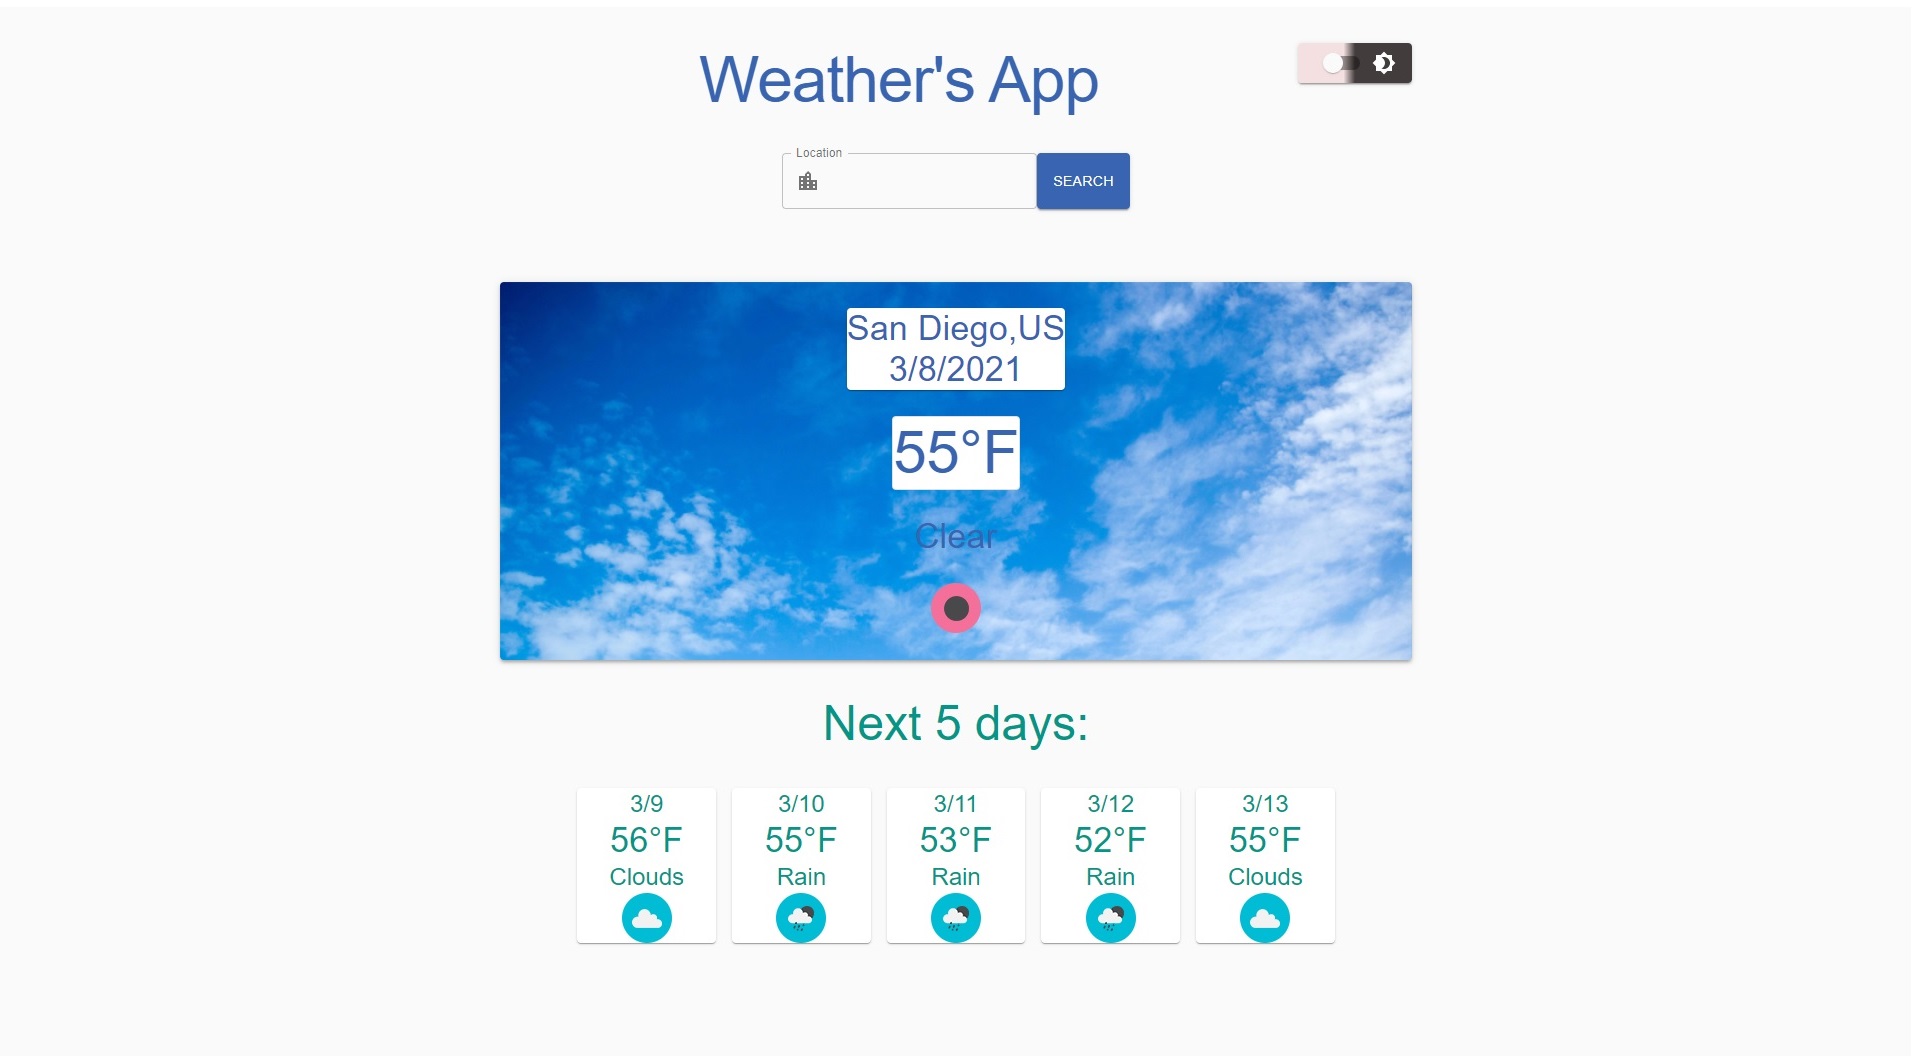 Weather's App
Location
SEARCH
San Diego,US
3/8/2021
55°F
Clear
Next 5 days:
3/9
56°F
Clouds
3/10
55°F
Rain
3/11
53°F
Rain
3/12
52°F
Rain
3/13
55°F
Clouds